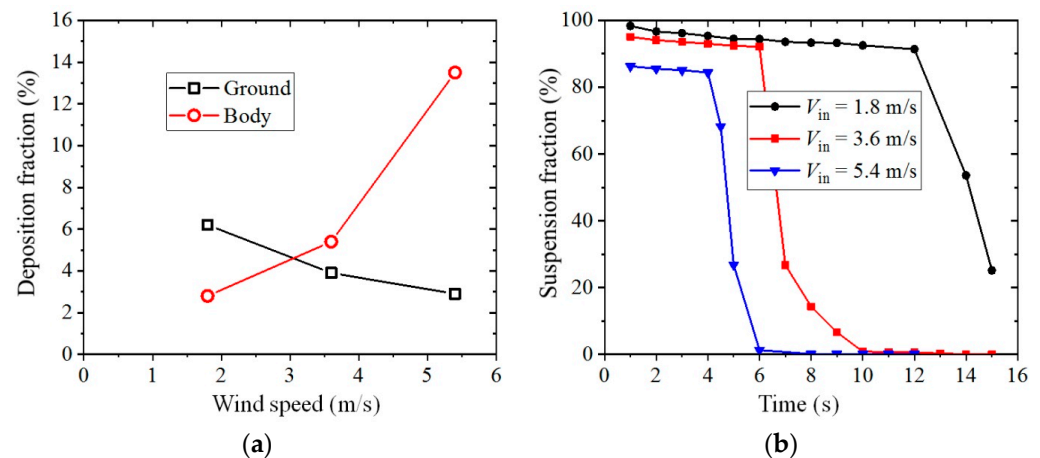 16
14
12
10
8
6
4
2
0
Deposition fraction (%)
Ground
Body
0 1 2 3 4 5 6
Wind speed (m/s)
(a)
100
80
60
40
20
0
Suspension fraction (%)
Vin = 1.8 m/s
Vin = 3.6 m/s
Vin = 5.4 m/s
0 2 4 6 8 10 12 14 16
Time (s)
(b)